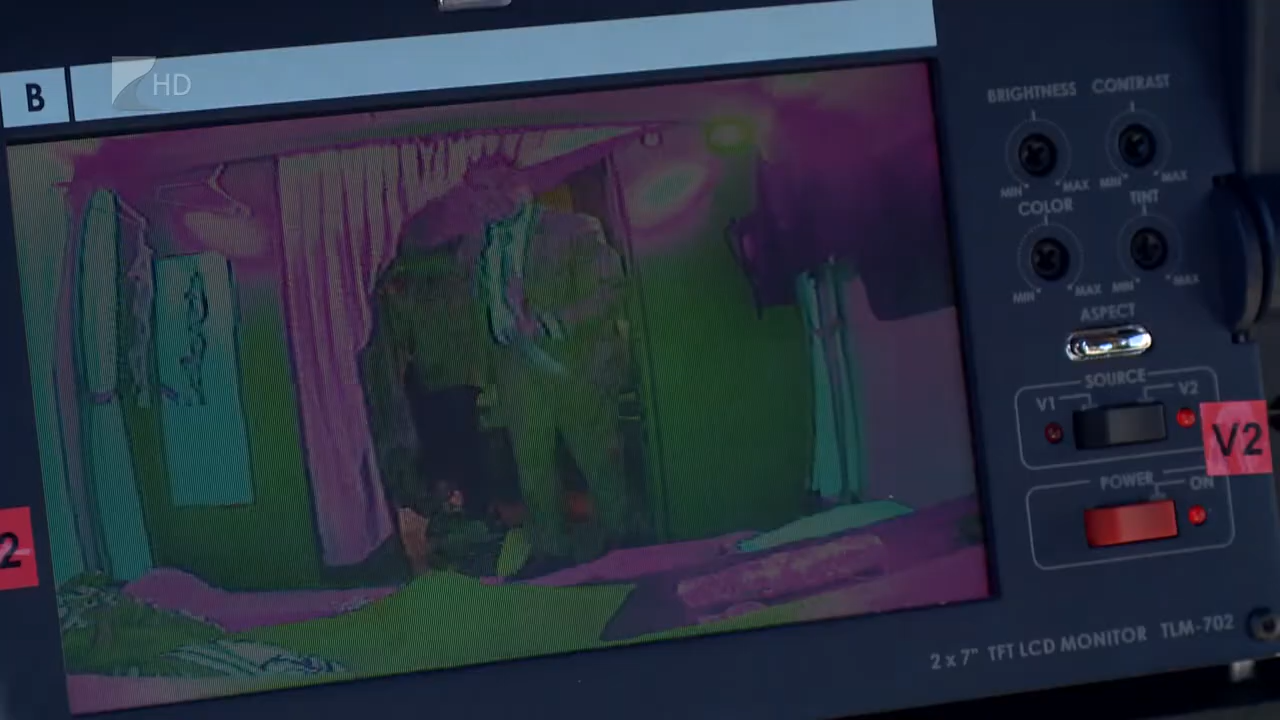 B
HD
BRIGHTNESS CONTRAST
MIN MAX MIN MAX
COLOR TINT
MIN MAX MIN MAX
ASPECT
SOURCE
V1 V2
V2
POWER ON
2
2 x 7" TFT LCD MONITOR TLM-702